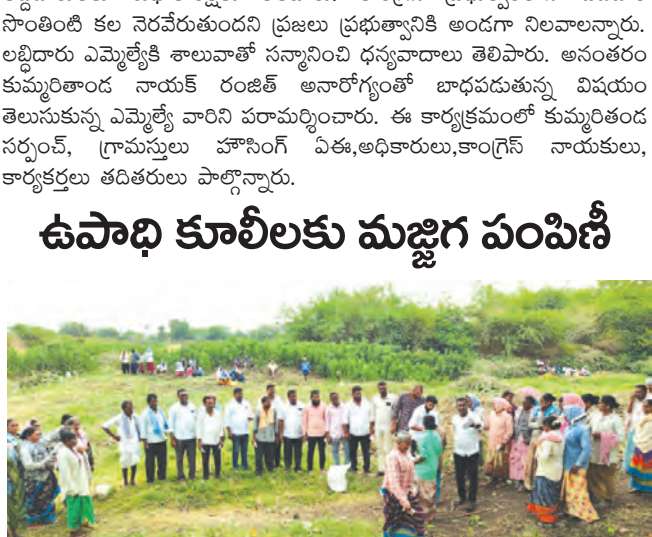 సొంతింటి కల నెరవేరుతుందని ప్రజలు ప్రభుత్వానికి అండగా నిలవాలన్నారు.
లబ్ధిదారు ఎమ్మెల్యేకి శాలువాతో సన్మానించి ధన్యవాదాలు తెలిపారు. అనంతరం
కుమ్మరితాండ నాయక్ రంజిత్ అనారోగ్యంతో బాధపడుతున్న విషయం
తెలుసుకున్న ఎమ్మెల్యే వారిని పరామర్శించారు. ఈ కార్యక్రమంలో కుమ్మరితండ
సర్పంచ్, గ్రామస్తులు హౌసింగ్ ఏఈ,అధికారులు,కాంగ్రెస్ నాయకులు,
కార్యకర్తలు తదితరులు పాల్గొన్నారు.
ఉపాధి కూలీలకు మజ్జిగ పంపిణీ